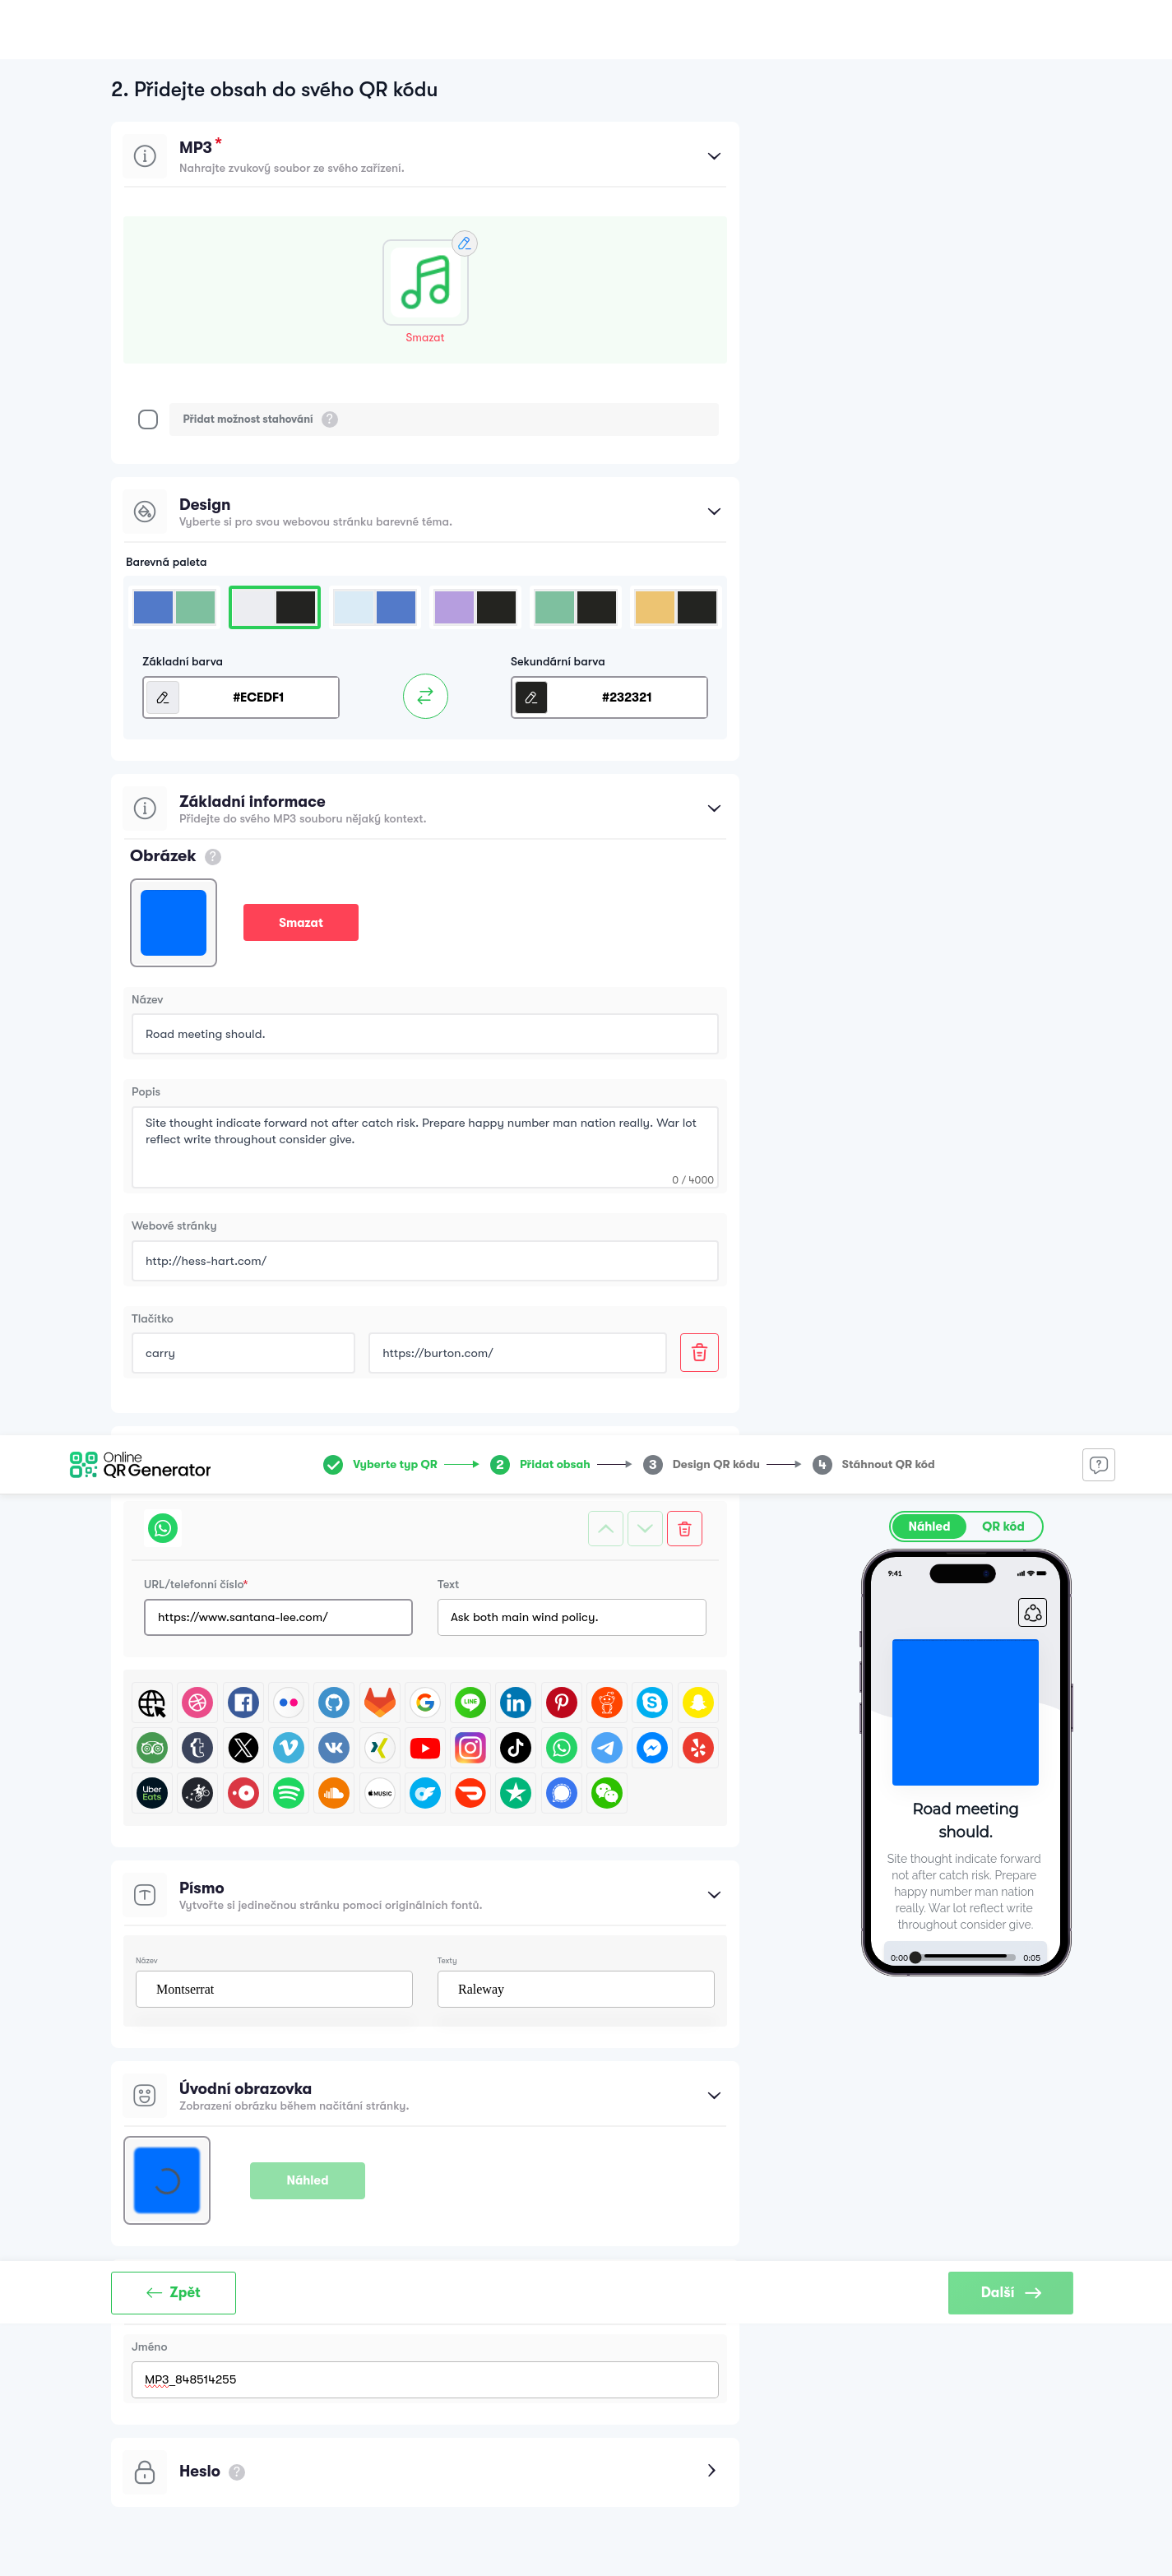 2. Přidejte obsah do svého QR kódu
MP3 *
Nahrajte zvukový soubor ze svého zařízení.
Smazat
Přidat možnost stahování ?
Design
Vyberte si pro svou webovou stránku barevné téma.
Barevná paleta
Základní barva
Sekundární barva
#ECEDF1
#232321
Základní informace
Přidejte do svého MP3 souboru nějaký kontext.
Obrázek ?
Smazat
Název
Road meeting should.
Popis
Site thought indicate forward not after catch risk. Prepare happy number man nation really. War lot
reflect write throughout consider give.
0 / 4000
Webové stránky
http://hess-hart.com/
Tlačítko
carry
https://burton.com/
Online
QR Generator
Vyberte typ QR
2 Přidat obsah
3 Design QR kódu
4 Stáhnout QR kód
URL/telefonní číslo*
Text
https://www.santana-lee.com/
Ask both main wind policy.
LINE
Uber
Eats
MUSIC
Písmo
Vytvořte si jedinečnou stránku pomocí originálních fontů.
Název
Texty
Montserrat
Raleway
Úvodní obrazovka
Zobrazení obrázku během načítání stránky.
Náhled
Zpět
Další
Jméno
MP3_848514255
Heslo ?
Náhled
QR kód
9:41
Road meeting
should.
Site thought indicate forward
not after catch risk. Prepare
happy number man nation
really. War lot reflect write
throughout consider give.
0:00
0:05